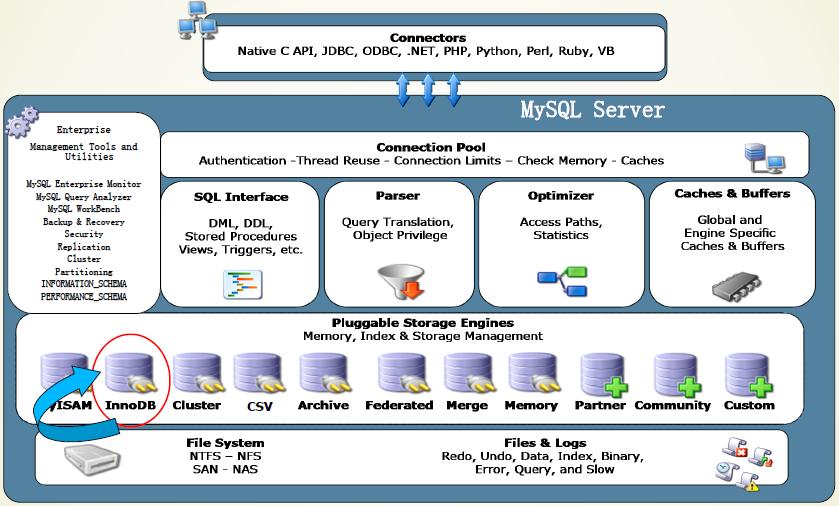 Connectors
Native C API, JDBC, ODBC, .NET, PHP, Python, Perl, Ruby, VB
MySQL Server
Enterprise
Management Tools and
Utilities
MySQL Enterprise Monitor
MySQL Query Analyzer
MySQL WorkBench
Backup & Recovery
Security
Replication
Cluster
Partitioning
INFORMATION_SCHEMA
PERFORMANCE_SCHEMA
Connection Pool
Authentication -Thread Reuse - Connection Limits – Check Memory - Caches
SQL Interface
DML, DDL,
Stored Procedures
Views, Triggers, etc.
Parser
Query Translation,
Object Privilege
Optimizer
Access Paths,
Statistics
Caches & Buffers
Global and
Engine Specific
Caches & Buffers
Pluggable Storage Engines
Memory, Index & Storage Management
yISAM InnoDB Cluster CSV Archive Federated Merge Memory Partner Community Custom
File System
NTFS – NFS
SAN - NAS
Files & Logs
Redo, Undo, Data, Index, Binary,
Error, Query, and Slow